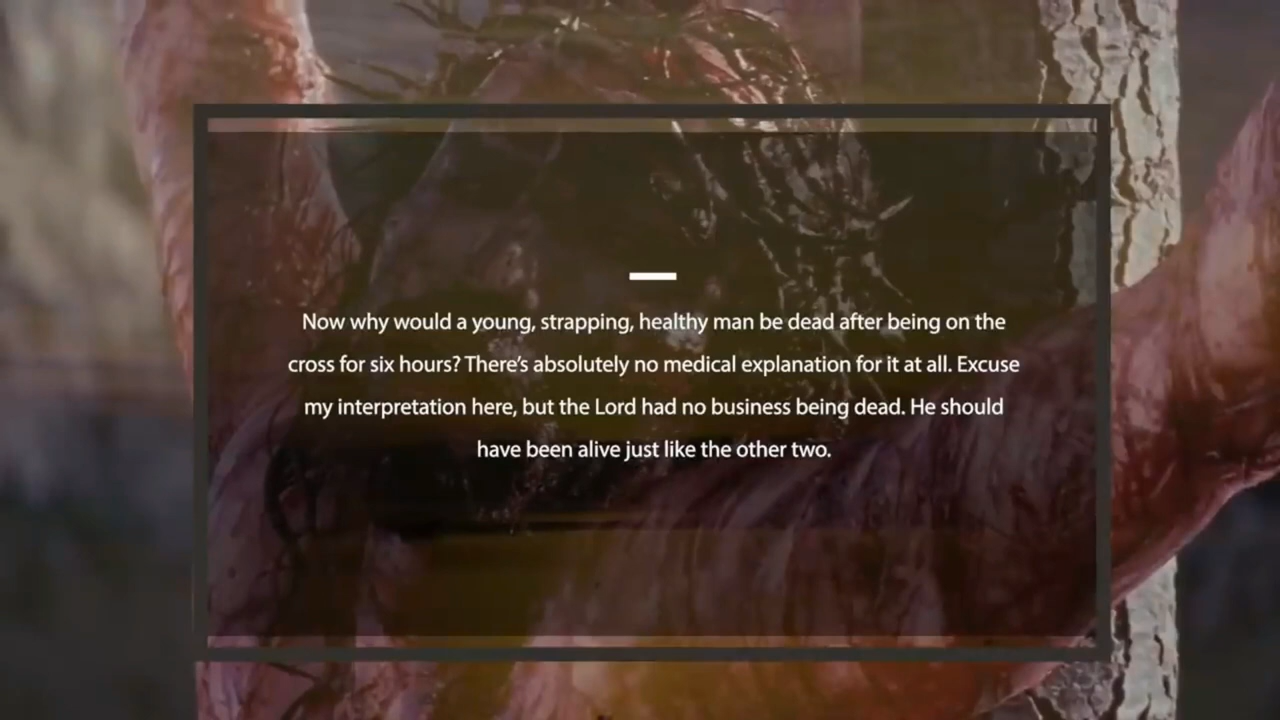 Now why would a young, strapping, healthy man be dead after being on the
cross for six hours? There’s absolutely no medical explanation for it at all. Excuse
my interpretation here, but the Lord had no business being dead. He should
have been alive just like the other two.